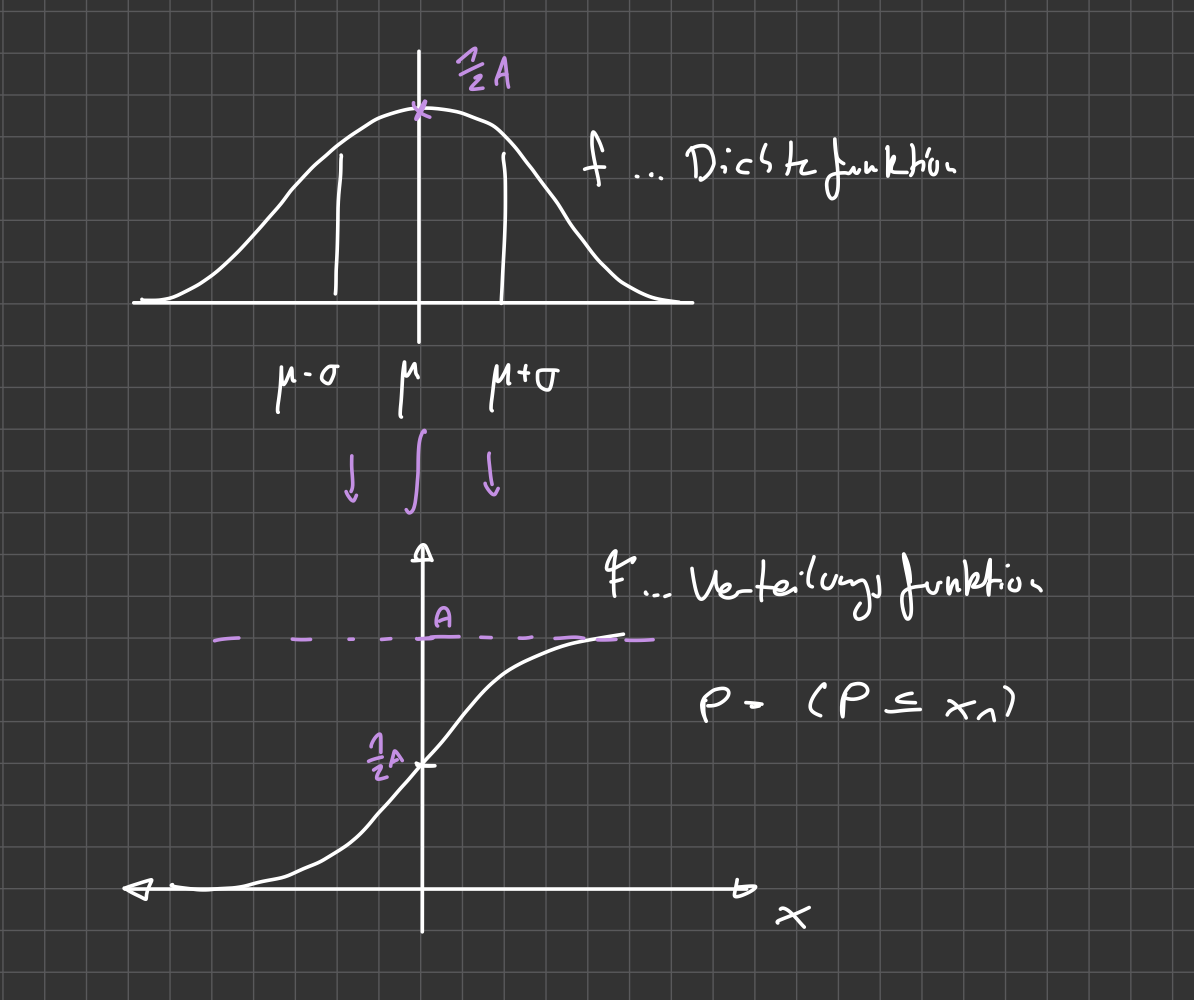 ½ A
f ... Dichtefunktion
μ-σ μ μ+σ
↓ ∫ ↓
F ... Verteilungsfunktion
A
P = (P ≤ x₁)
½ A
x